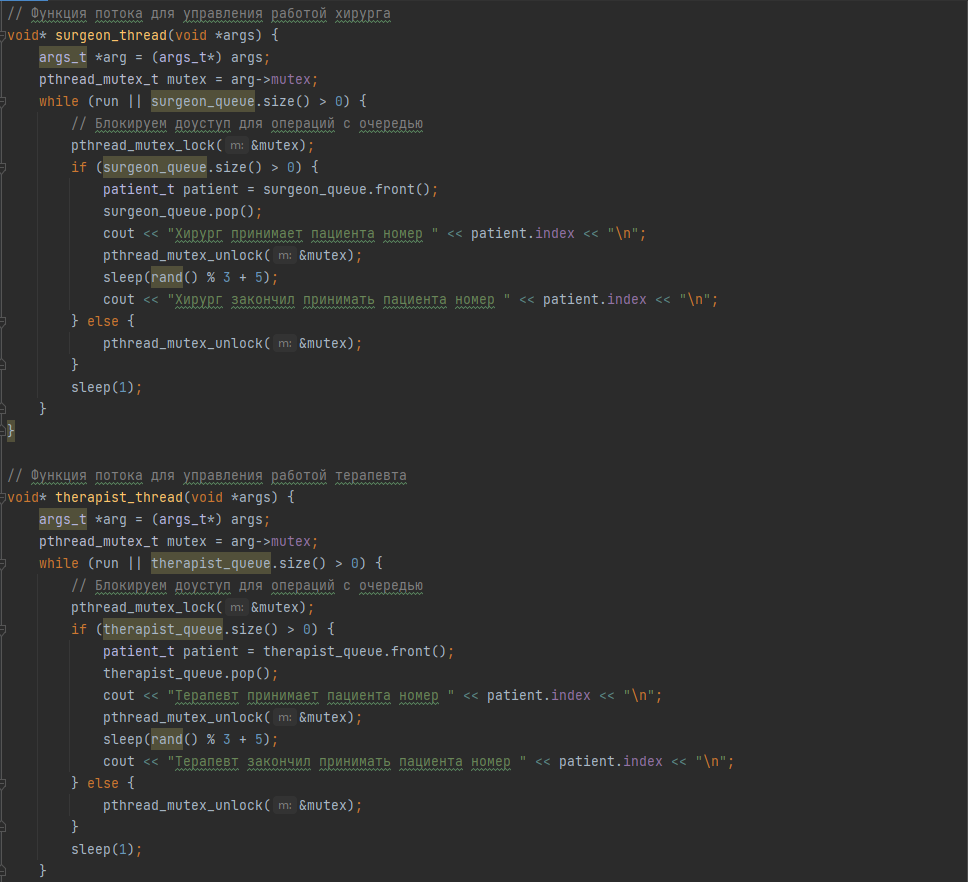 // Функция потока для управления работой хирурга
void* surgeon_thread(void *args) {
    args_t *arg = (args_t*) args;
    pthread_mutex_t mutex = arg->mutex;
    while (run || surgeon_queue.size() > 0) {
        // Блокируем доуступ для операций с очередью
        pthread_mutex_lock( m: &mutex);
        if (surgeon_queue.size() > 0) {
            patient_t patient = surgeon_queue.front();
            surgeon_queue.pop();
            cout << "Хирург принимает пациента номер " << patient.index << "\n";
            pthread_mutex_unlock( m: &mutex);
            sleep(rand() % 3 + 5);
            cout << "Хирург закончил принимать пациента номер " << patient.index << "\n";
        } else {
            pthread_mutex_unlock( m: &mutex);
        }
        sleep(1);
    }
}
// Функция потока для управления работой терапевта
void* therapist_thread(void *args) {
    args_t *arg = (args_t*) args;
    pthread_mutex_t mutex = arg->mutex;
    while (run || therapist_queue.size() > 0) {
        // Блокируем доуступ для операций с очередью
        pthread_mutex_lock( m: &mutex);
        if (therapist_queue.size() > 0) {
            patient_t patient = therapist_queue.front();
            therapist_queue.pop();
            cout << "Терапевт принимает пациента номер " << patient.index << "\n";
            pthread_mutex_unlock( m: &mutex);
            sleep(rand() % 3 + 5);
            cout << "Терапевт закончил принимать пациента номер " << patient.index << "\n";
        } else {
            pthread_mutex_unlock( m: &mutex);
        }
        sleep(1);
    }